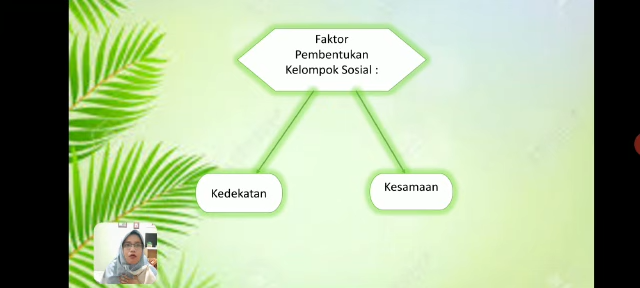 Faktor
Pembentukan
Kelompok Sosial :
Kedekatan
Kesamaan